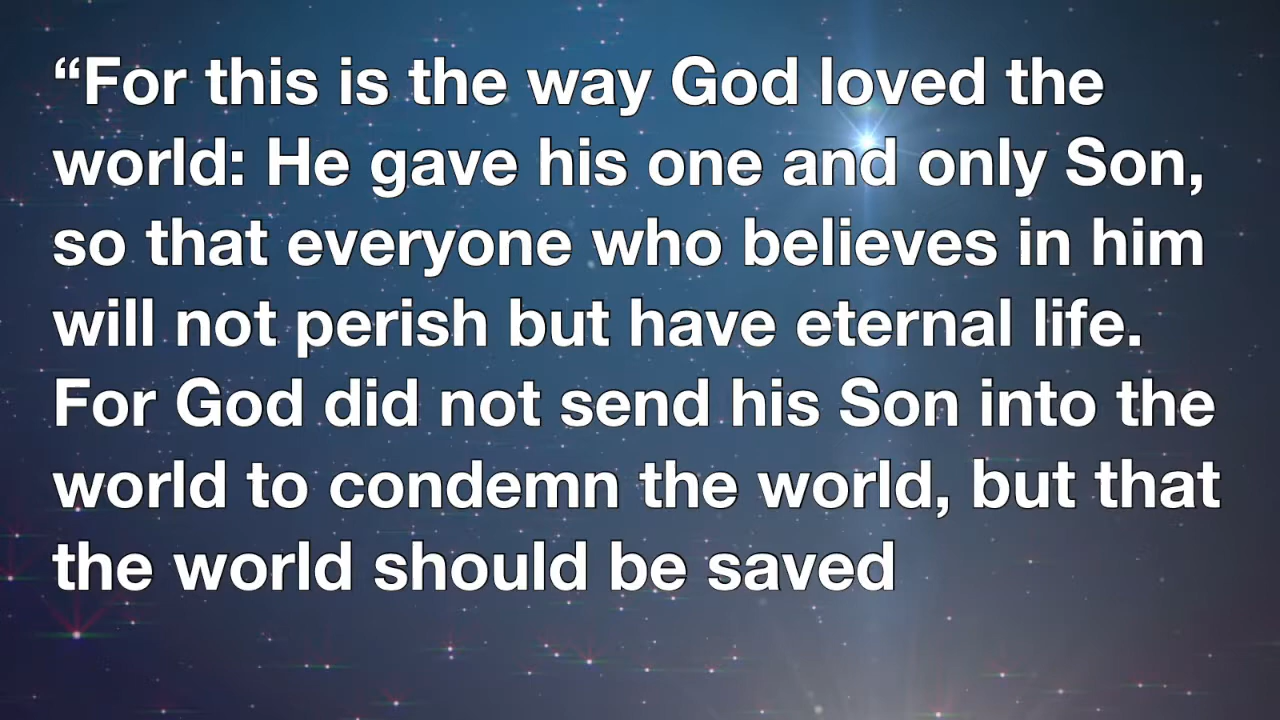 “For this is the way God loved the
world: He gave his one and only Son,
so that everyone who believes in him
will not perish but have eternal life.
For God did not send his Son into the
world to condemn the world, but that
the world should be saved